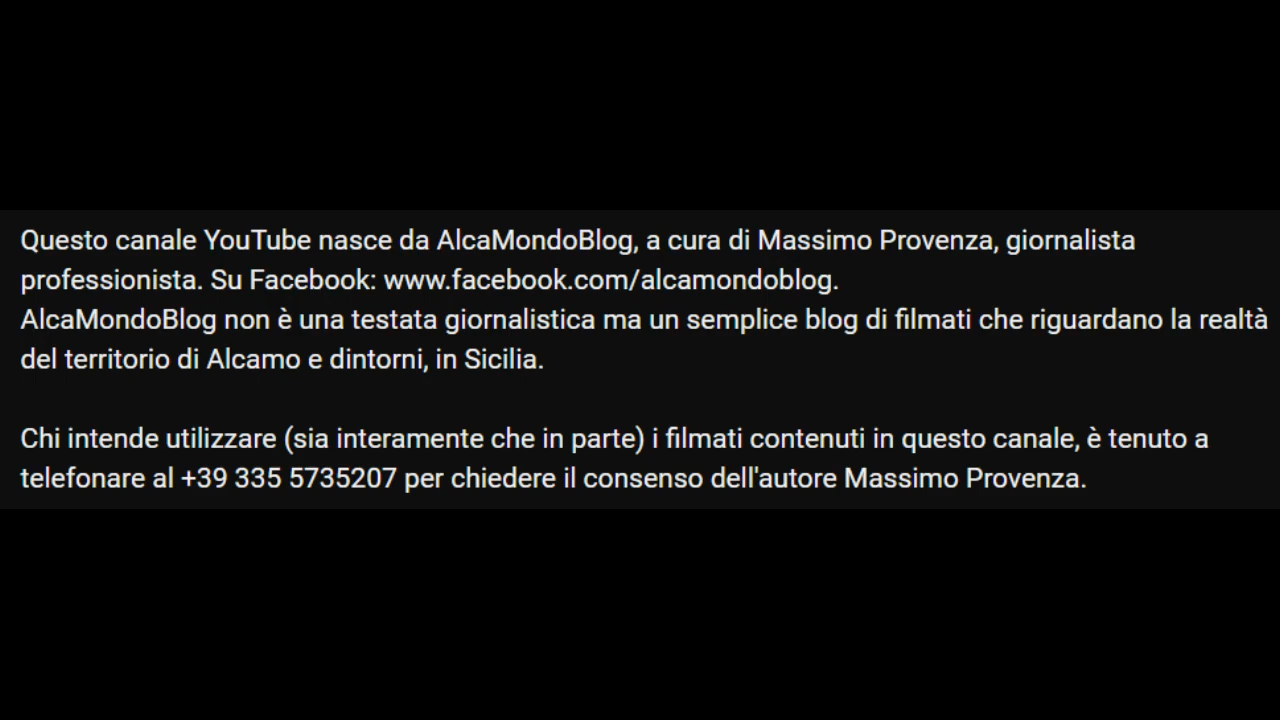 Questo canale YouTube nasce da AlcaMondoBlog, a cura di Massimo Provenza, giornalista
professionista. Su Facebook: www.facebook.com/alcamondoblog.
AlcaMondoBlog non è una testata giornalistica ma un semplice blog di filmati che riguardano la realtà
del territorio di Alcamo e dintorni, in Sicilia.
Chi intende utilizzare (sia interamente che in parte) i filmati contenuti in questo canale, è tenuto a
telefonare al +39 335 5735207 per chiedere il consenso dell'autore Massimo Provenza.